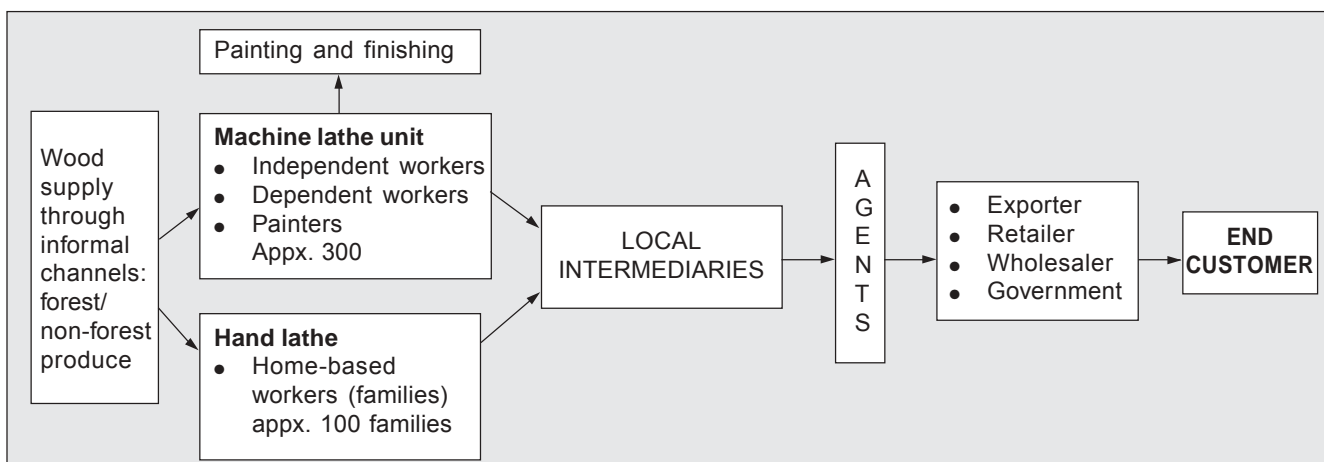 Painting and finishing
Wood
supply
through
informal
channels:
forest/
non-forest
produce
Machine lathe unit
● Independent workers
● Dependent workers
● Painters
Appx. 300
Hand lathe
● Home-based
workers (families)
appx. 100 families
LOCAL
INTERMEDIARIES
A
G
E
N
T
S
● Exporter
● Retailer
● Wholesaler
● Government
END
CUSTOMER